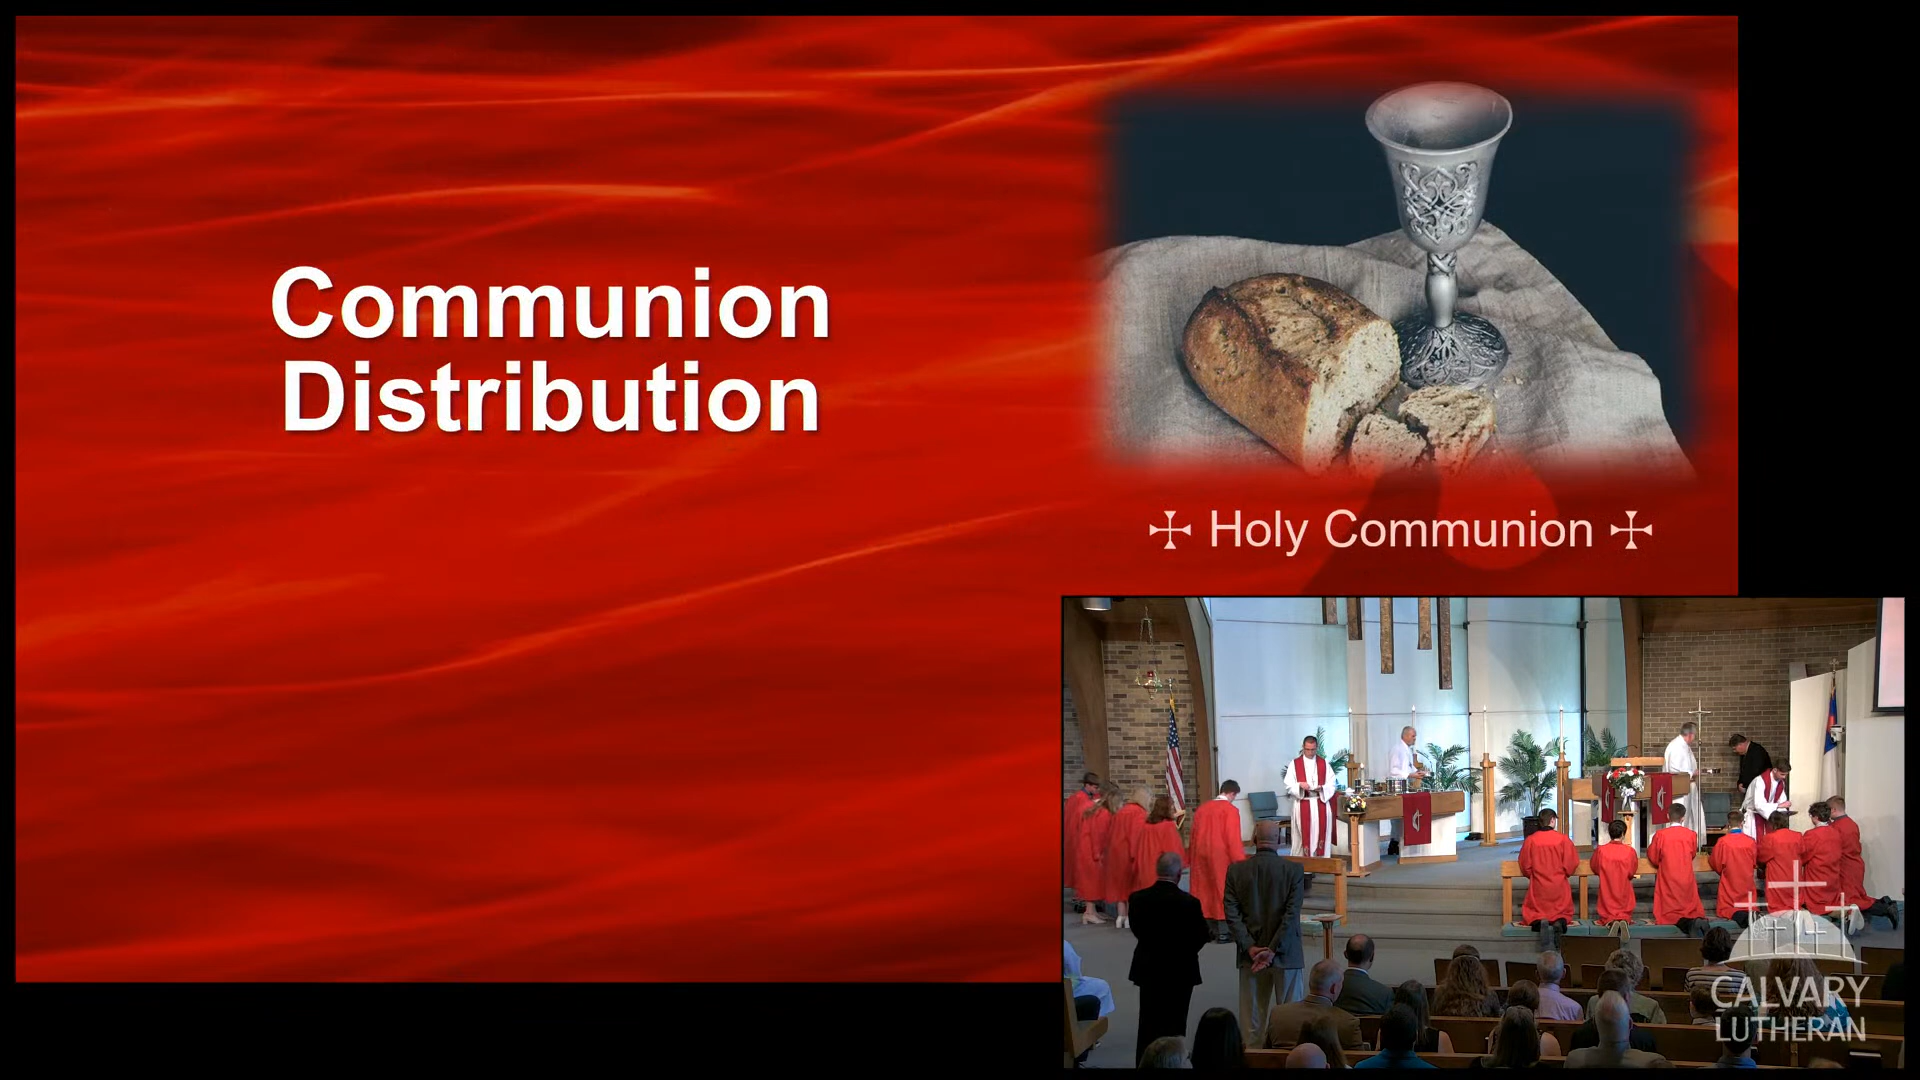 Communion
Distribution
☩ Holy Communion ☩
CALVARY
LUTHERAN